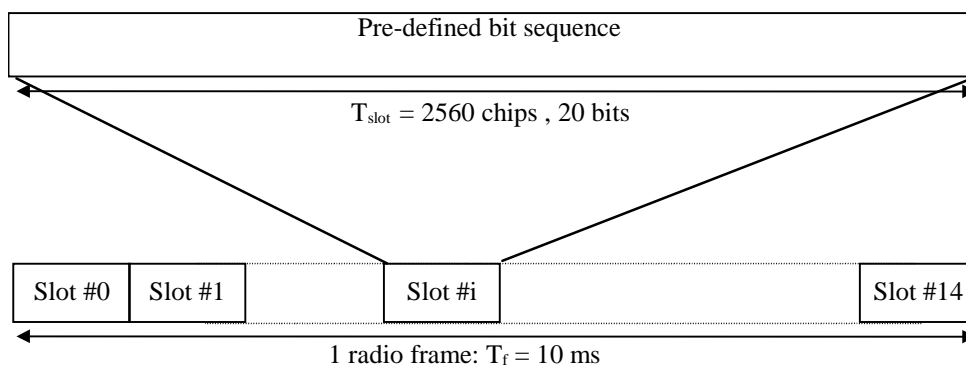 Pre-defined bit sequence
T_slot = 2560 chips , 20 bits
Slot #0 Slot #1 Slot #i Slot #14
1 radio frame: T_f = 10 ms